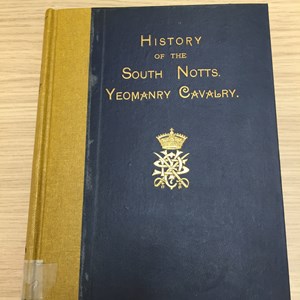 HISTORY
OF THE
SOUTH NOTTS.
YEOMANRY CAVALRY.